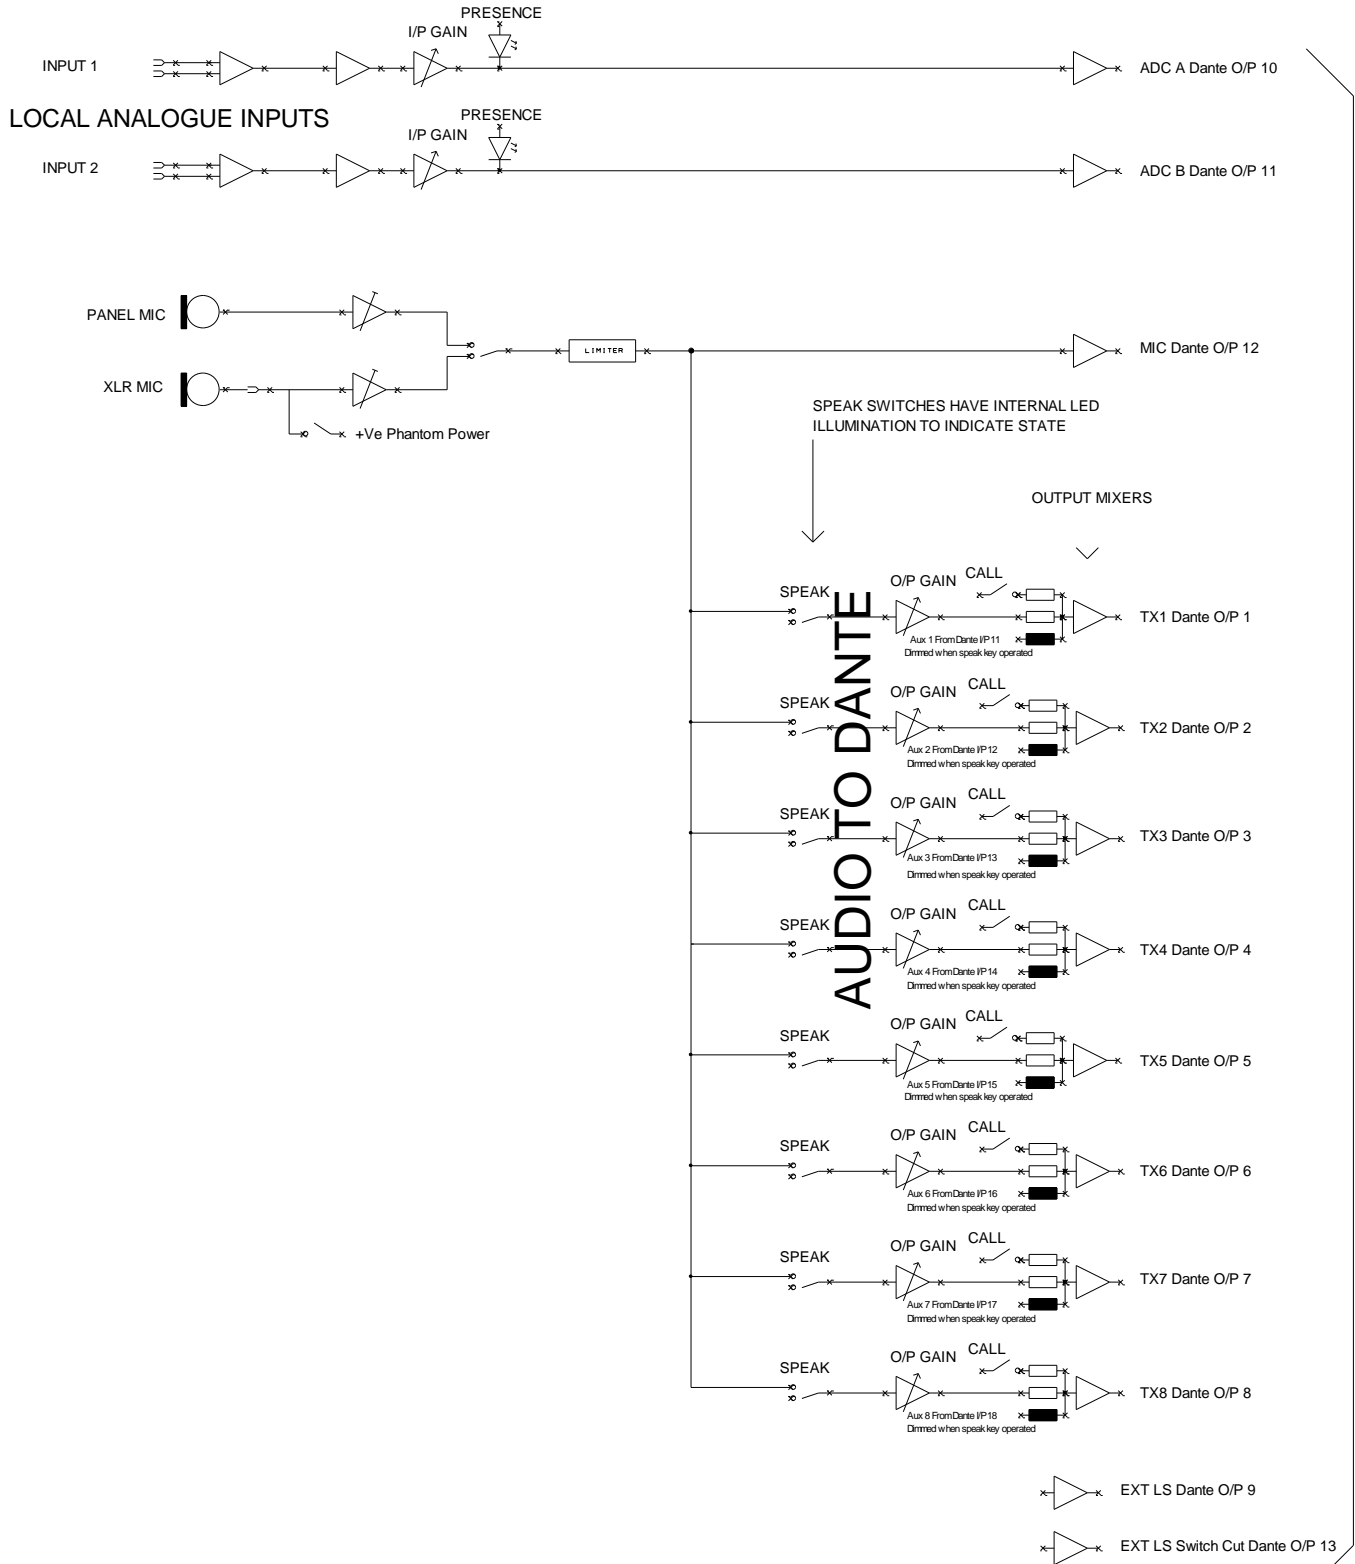 PRESENCE
I/P GAIN
INPUT 1
ADC A Dante O/P 10
LOCAL ANALOGUE INPUTS
PRESENCE
I/P GAIN
INPUT 2
ADC B Dante O/P 11
PANEL MIC
LIMITER
MIC Dante O/P 12
XLR MIC
+Ve Phantom Power
SPEAK SWITCHES HAVE INTERNAL LED
ILLUMINATION TO INDICATE STATE
OUTPUT MIXERS
AUDIO TO DANTE
SPEAK
O/P GAIN
CALL
TX1 Dante O/P 1
Aux 1 From Dante I/P11
Dimmed when speak key operated
SPEAK
O/P GAIN
CALL
TX2 Dante O/P 2
Aux 2 From Dante I/P12
Dimmed when speak key operated
SPEAK
O/P GAIN
CALL
TX3 Dante O/P 3
Aux 3 From Dante I/P13
Dimmed when speak key operated
SPEAK
O/P GAIN
CALL
TX4 Dante O/P 4
Aux 4 From Dante I/P14
Dimmed when speak key operated
SPEAK
O/P GAIN
CALL
TX5 Dante O/P 5
Aux 5 From Dante I/P15
Dimmed when speak key operated
SPEAK
O/P GAIN
CALL
TX6 Dante O/P 6
Aux 6 From Dante I/P16
Dimmed when speak key operated
SPEAK
O/P GAIN
CALL
TX7 Dante O/P 7
Aux 7 From Dante I/P17
Dimmed when speak key operated
SPEAK
O/P GAIN
CALL
TX8 Dante O/P 8
Aux 8 From Dante I/P18
Dimmed when speak key operated
EXT LS Dante O/P 9
EXT LS Switch Cut Dante O/P 13